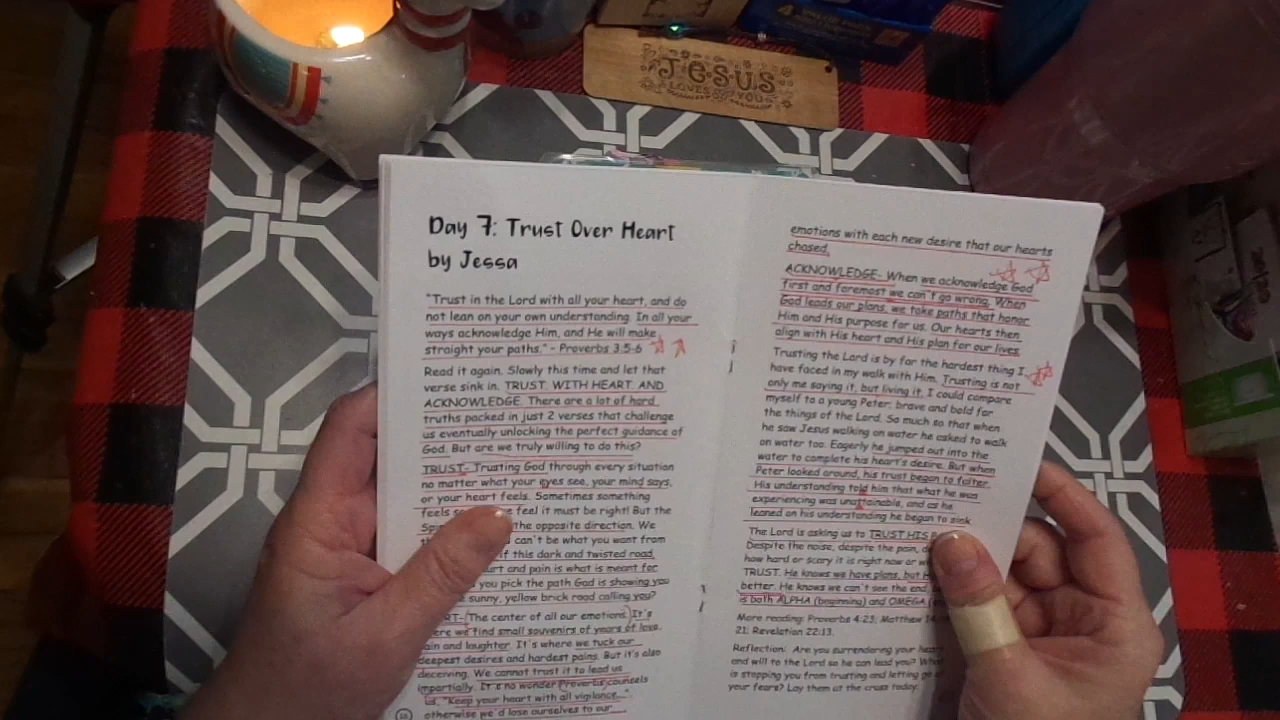 JESUS
LOVES YOU
Day 7: Trust Over Heart
by Jessa
"Trust in the Lord with all your heart, and do
not lean on your own understanding. In all your
ways acknowledge Him, and He will make
straight your paths." - Proverbs 3:5-6
Read it again. Slowly this time and let that
verse sink in. TRUST. WITH HEART. AND
ACKNOWLEDGE. There are a lot of hard
truths packed in just 2 verses that challenge
us eventually unlocking the perfect guidance of
God. But are we truly willing to do this?
TRUST- Trusting God through every situation
no matter what your eyes see, your mind says,
or your heart feels. Sometimes something
feels so feel it must be right! But the
the opposite direction. We
can't be what you want from
if this dark and twisted road,
and pain is what is meant for
you pick the path God is showing you
sunny, yellow brick road calling you?
The center of all our emotions. It's
we find small souvenirs of years of love,
and laughter. It's where we tuck our
deepest desires and hardest pains. But it's also
deceiving. We cannot trust it to lead us
impartially. It's no wonder Proverbs counsels
us, "Keep your heart with all vigilance..."
otherwise we'd lose ourselves to our
emotions with each new desire that our hearts
chased.
ACKNOWLEDGE- When we acknowledge God
first and foremost we can't go wrong. When
God leads our plans, we take paths that honor
Him and His purpose for us. Our hearts then
align with His heart and His plan for our lives.
Trusting the Lord is by far the hardest thing I
have faced in my walk with Him. Trusting is not
only me saying it, but living it. I could compare
myself to a young Peter; brave and bold for
the things of the Lord. So much so that when
he saw Jesus walking on water he asked to walk
on water too. Eagerly he jumped out into the
water to complete his heart's desire. But when
Peter looked around, his trust began to falter.
His understanding told him that what he was
experiencing was unattainable, and as he
leaned on his understanding he began to sink.
The Lord is asking us to TRUST HIS
Despite the noise, despite the pain,
how hard or scary it is right now or
TRUST. He knows we have plans, but
better. He knows we can't see the end,
is both ALPHA (beginning) and OMEGA
More reading: Proverbs 4:23; Matthew
21; Revelation 22:13.
Reflection: Are you surrendering your heart
and will to the Lord so he can lead you?
is stopping you from trusting and letting go
your fears? Lay them at the cross today.